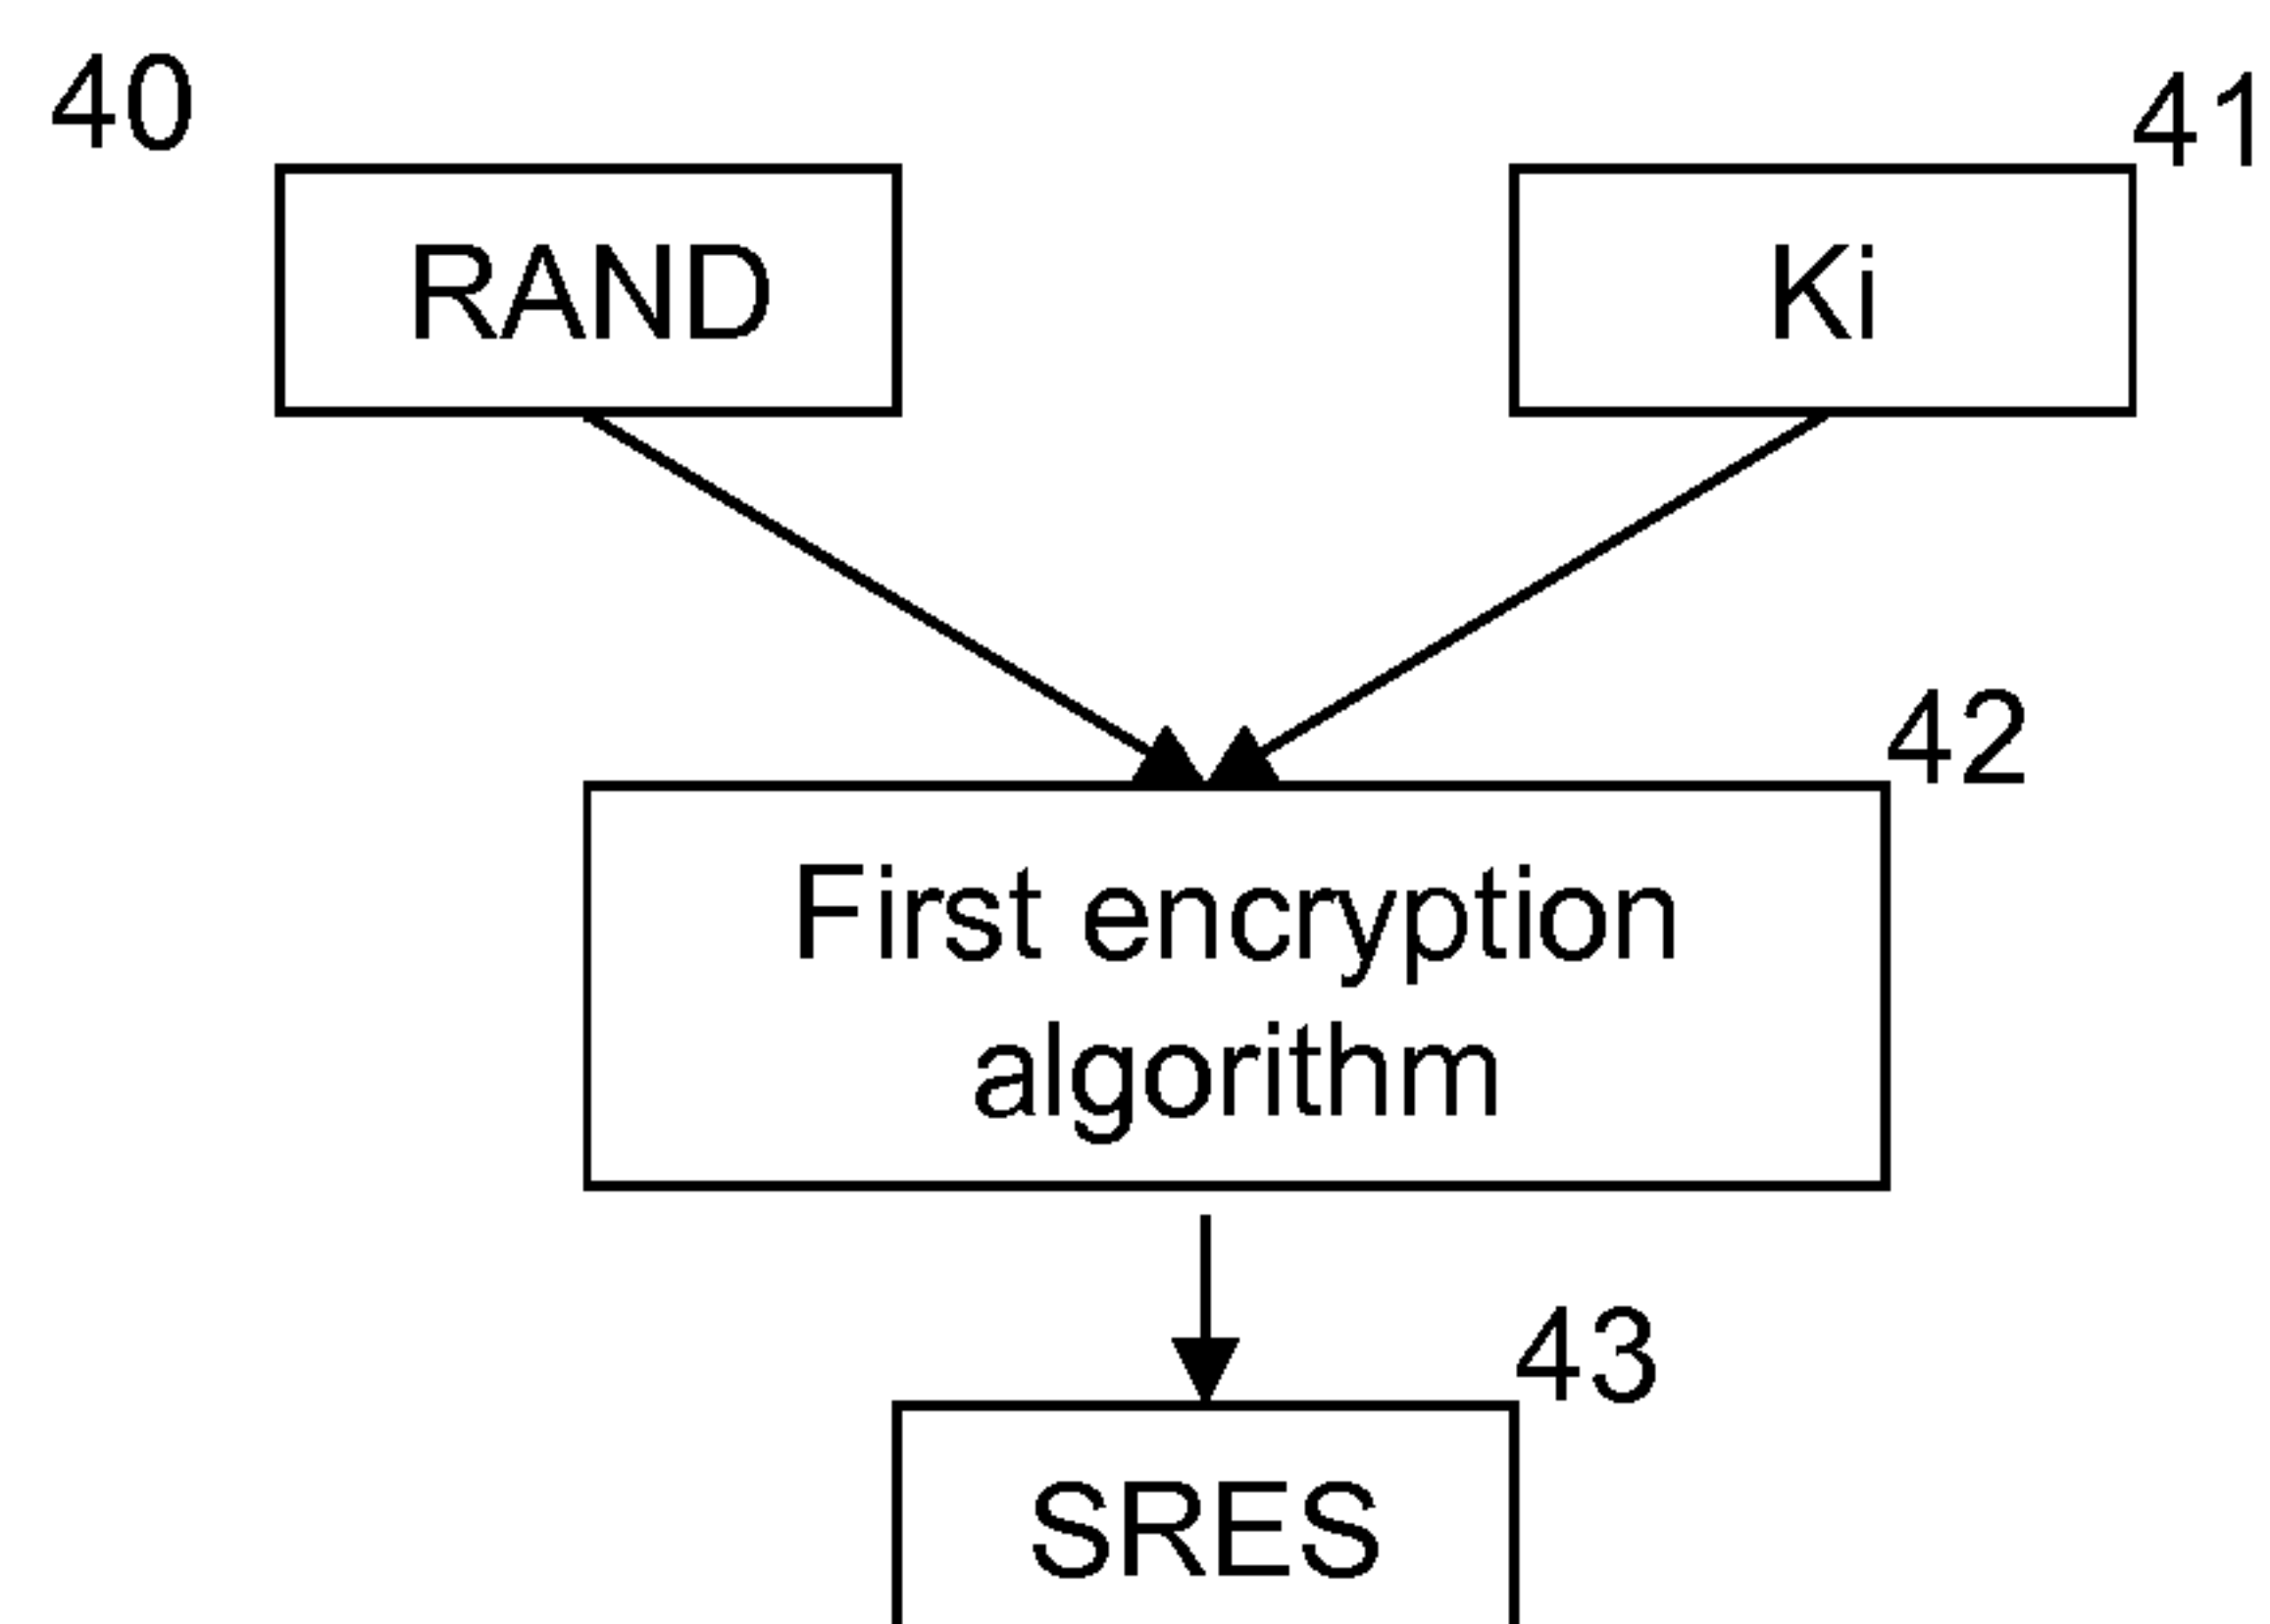 40
41
RAND
Ki
42
First encryption
algorithm
43
SRES